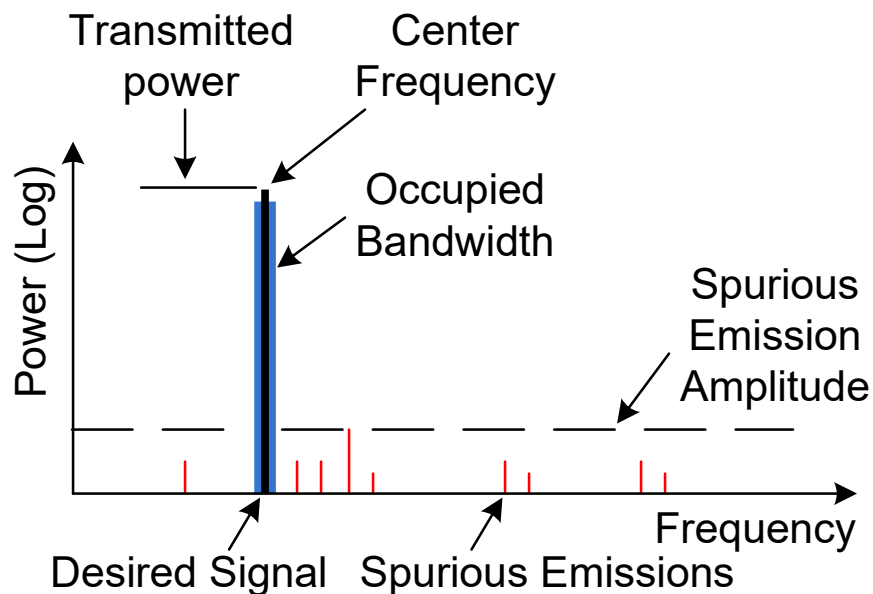 Transmitted
power
Center
Frequency
Occupied
Bandwidth
Power (Log)
Spurious
Emission
Amplitude
Frequency
Desired Signal
Spurious Emissions